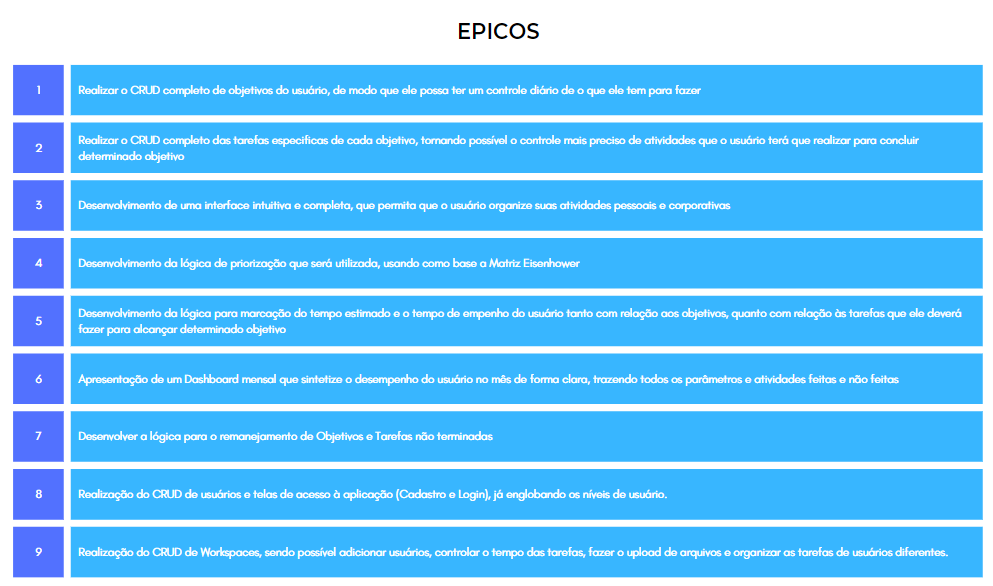 EPICOS
1
Realizar o CRUD completo de objetivos do usuário, de modo que ele possa ter um controle diário de o que ele tem para fazer
2
Realizar o CRUD completo das tarefas especificas de cada objetivo, tornando possível o controle mais preciso de atividades que o usuário terá que realizar para concluir
determinado objetivo
3
Desenvolvimento de uma interface intuitiva e completa, que permita que o usuário organize suas atividades pessoais e corporativas
4
Desenvolvimento da lógica de priorização que será utilizada, usando como base a Matriz Eisenhower
5
Desenvolvimento da lógica para marcação do tempo estimado e o tempo de empenho do usuário tanto com relação aos objetivos, quanto com relação às tarefas que ele deverá
fazer para alcançar determinado objetivo
6
Apresentação de um Dashboard mensal que sintetize o desempenho do usuário no mês de forma clara, trazendo todos os parâmetros e atividades feitas e não feitas
7
Desenvolver a lógica para o remanejamento de Objetivos e Tarefas não terminadas
8
Realização do CRUD de usuários e telas de acesso à aplicação (Cadastro e Login), já englobando os níveis de usuário.
9
Realização do CRUD de Workspaces, sendo possível adicionar usuários, controlar o tempo das tarefas, fazer o upload de arquivos e organizar as tarefas de usuários diferentes.